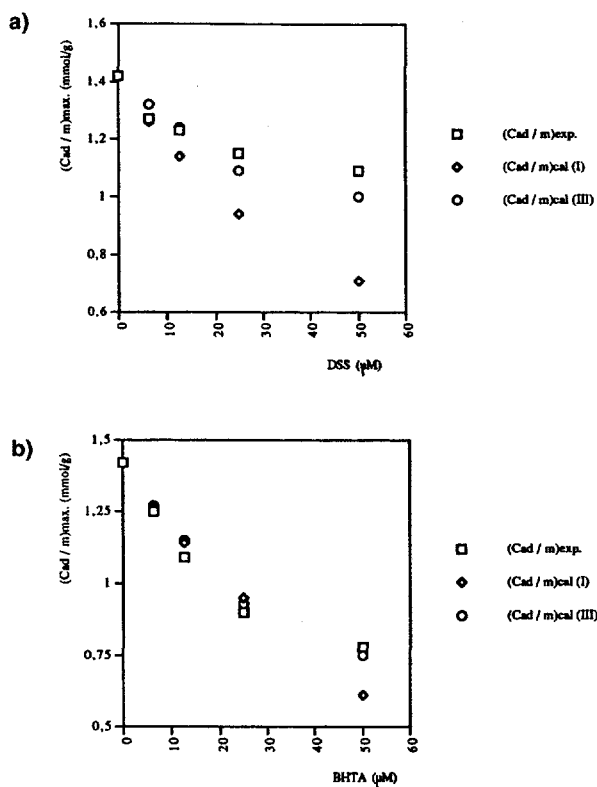 a)
(Cad / m)max. (mmol/g)
1,6
1.4
1.2
1.0
0.8
0,6
0
10
20
30
40
50
60
DSS (µM)
(Cad / m)exp.
(Cad / m)cal (I)
(Cad / m)cal (III)
b)
(Cad / m)max. (mmol/g)
1,5
1.25
1
0.75
0,5
0
10
20
30
40
50
60
BHTA (µM)
(Cad / m)exp.
(Cad / m)cal (I)
(Cad / m)cal (III)